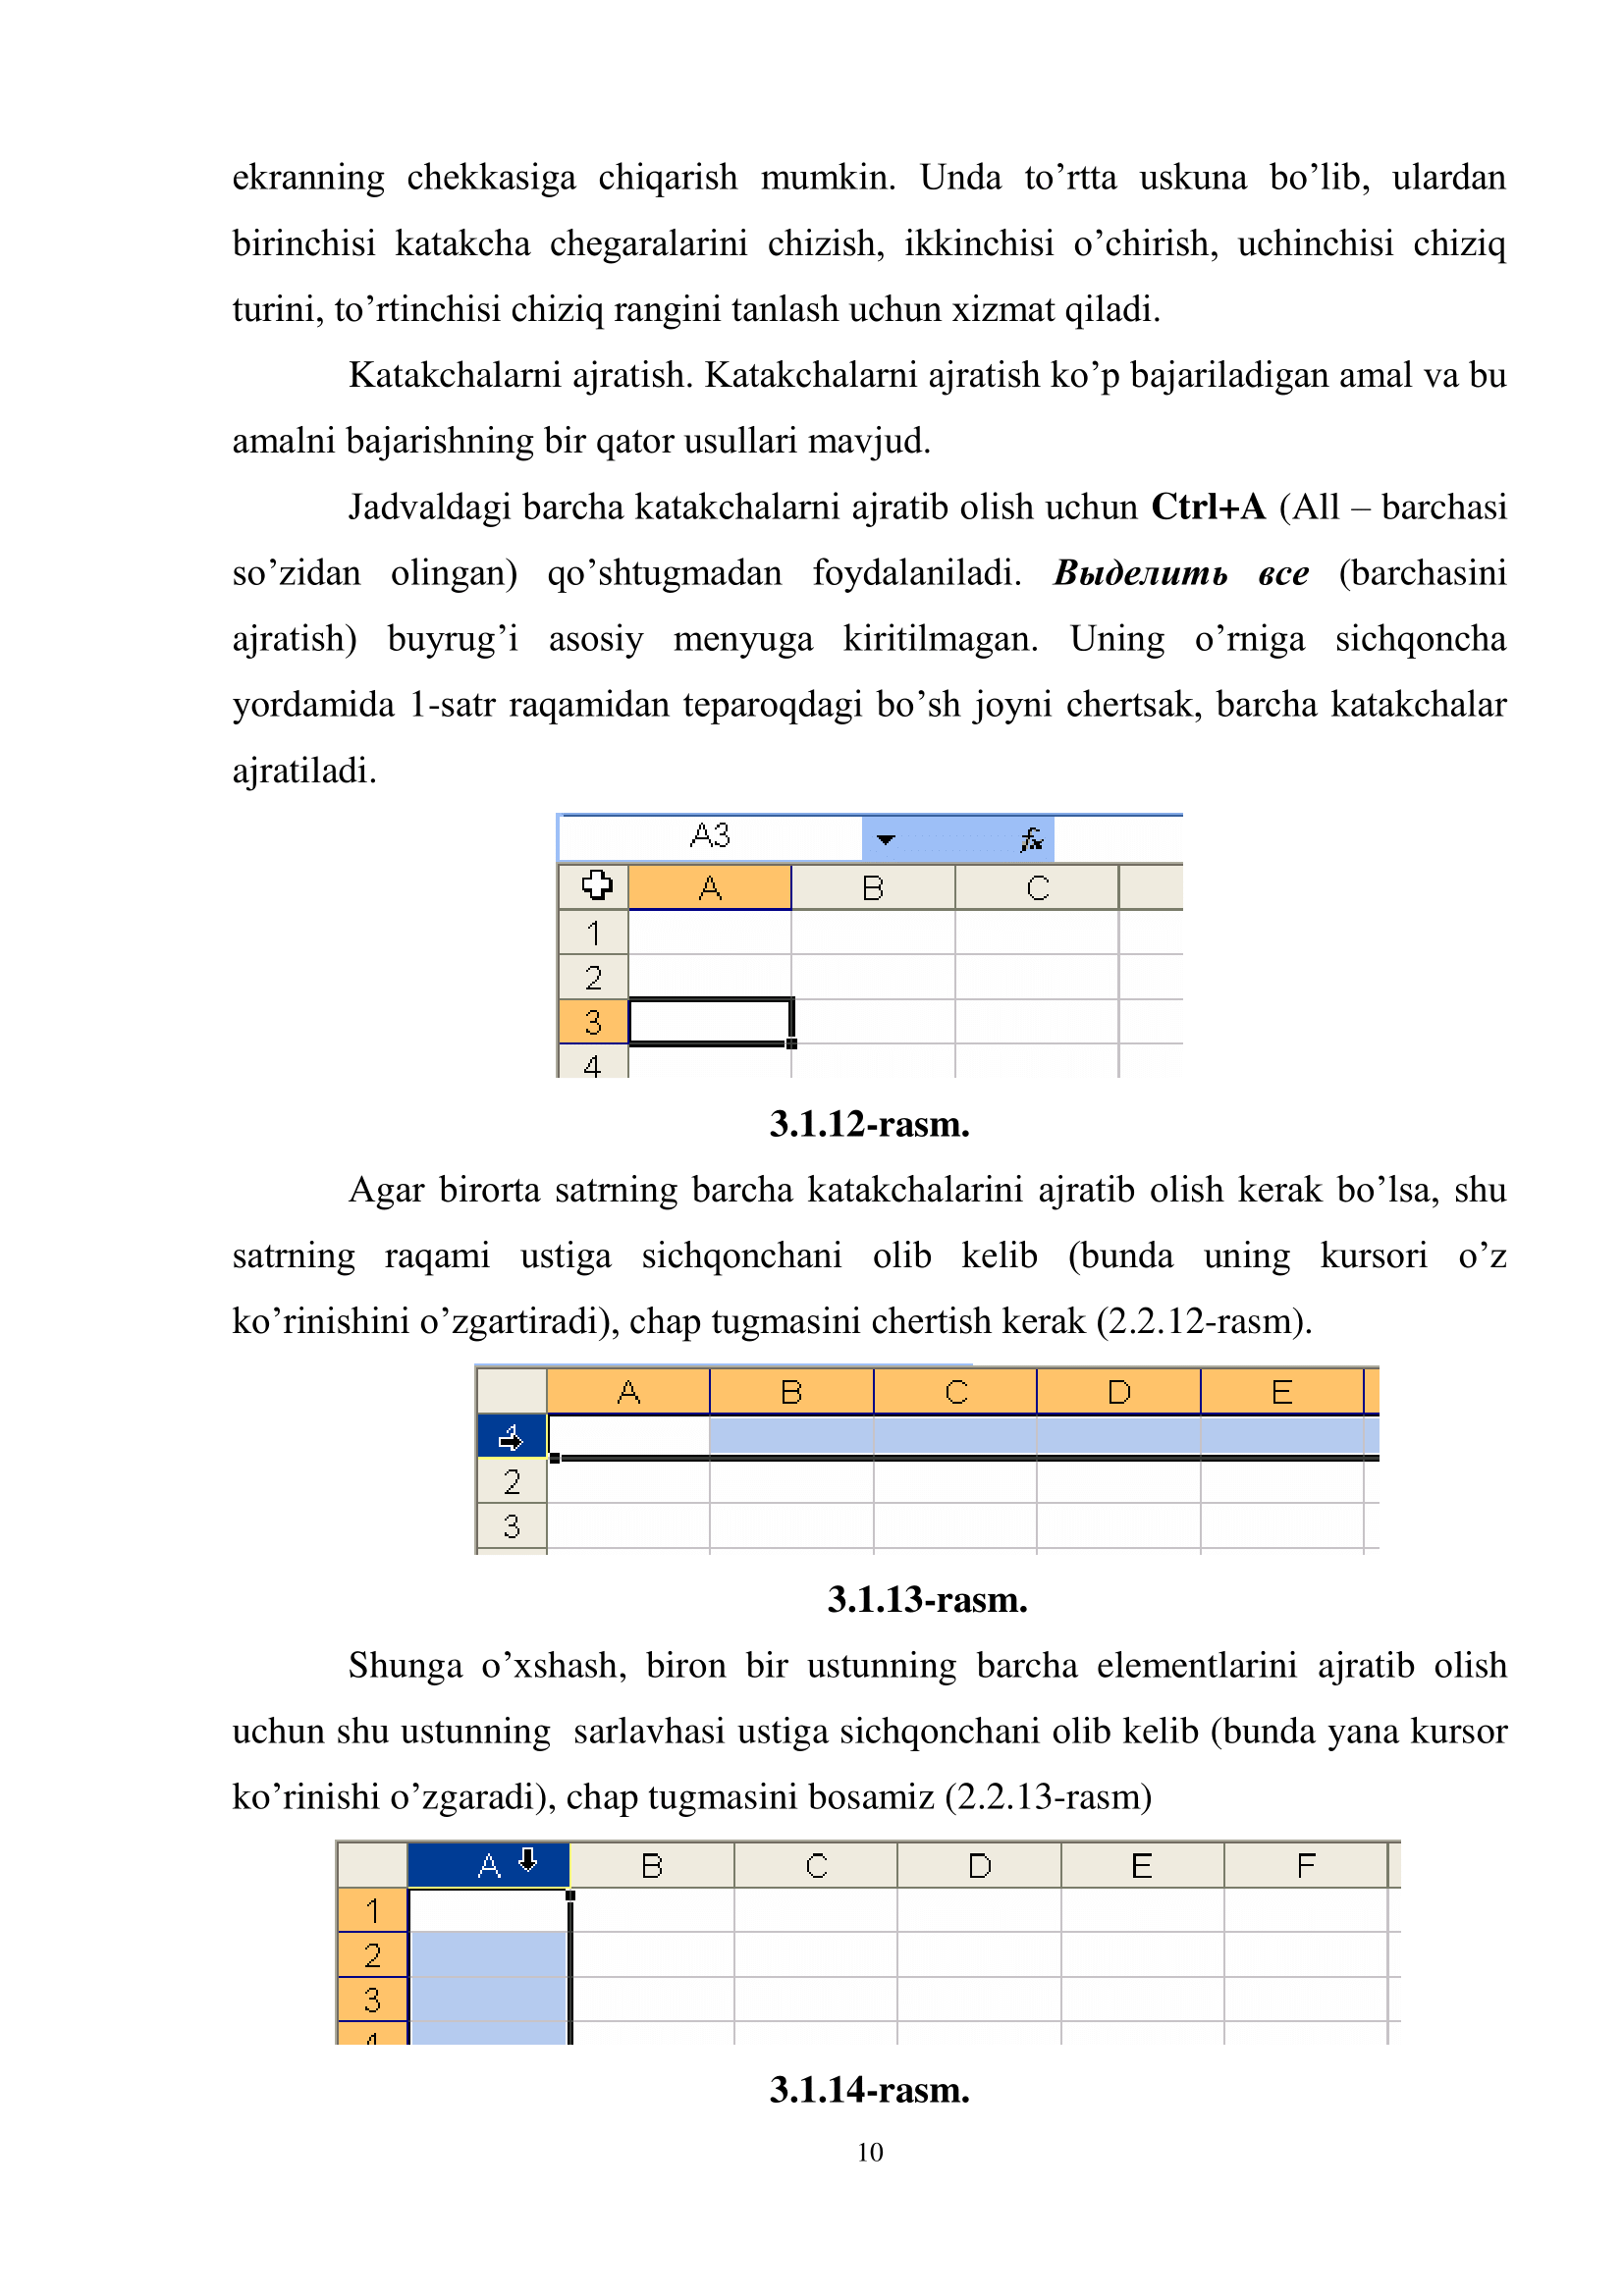 ekranning chekkasiga chiqarish mumkin. Unda to’rtta uskuna bo’lib, ulardan
birinchisi katakcha chegaralarini chizish, ikkinchisi o’chirish, uchinchisi chiziq
turini, to’rtinchisi chiziq rangini tanlash uchun xizmat qiladi.
Katakchalarni ajratish. Katakchalarni ajratish ko’p bajariladigan amal va bu
amalni bajarishning bir qator usullari mavjud.
Jadvaldagi barcha katakchalarni ajratib olish uchun Ctrl+A (All – barchasi
so’zidan olingan) qo’shtugmadan foydalaniladi. Выделить все (barchasini
ajratish) buyrug’i asosiy menyuga kiritilmagan. Uning o’rniga sichqoncha
yordamida 1-satr raqamidan teparoqdagi bo’sh joyni chertsak, barcha katakchalar
ajratiladi.
A3 fx
A B C
1
2
3
4
3.1.12-rasm.
Agar birorta satrning barcha katakchalarini ajratib olish kerak bo’lsa, shu
satrning raqami ustiga sichqonchani olib kelib (bunda uning kursori o’z
ko’rinishini o’zgartiradi), chap tugmasini chertish kerak (2.2.12-rasm).
A B C D E
1
2
3
3.1.13-rasm.
Shunga o’xshash, biron bir ustunning barcha elementlarini ajratib olish
uchun shu ustunning sarlavhasi ustiga sichqonchani olib kelib (bunda yana kursor
ko’rinishi o’zgaradi), chap tugmasini bosamiz (2.2.13-rasm)
A B C D E F
1
2
3
4
3.1.14-rasm.
10